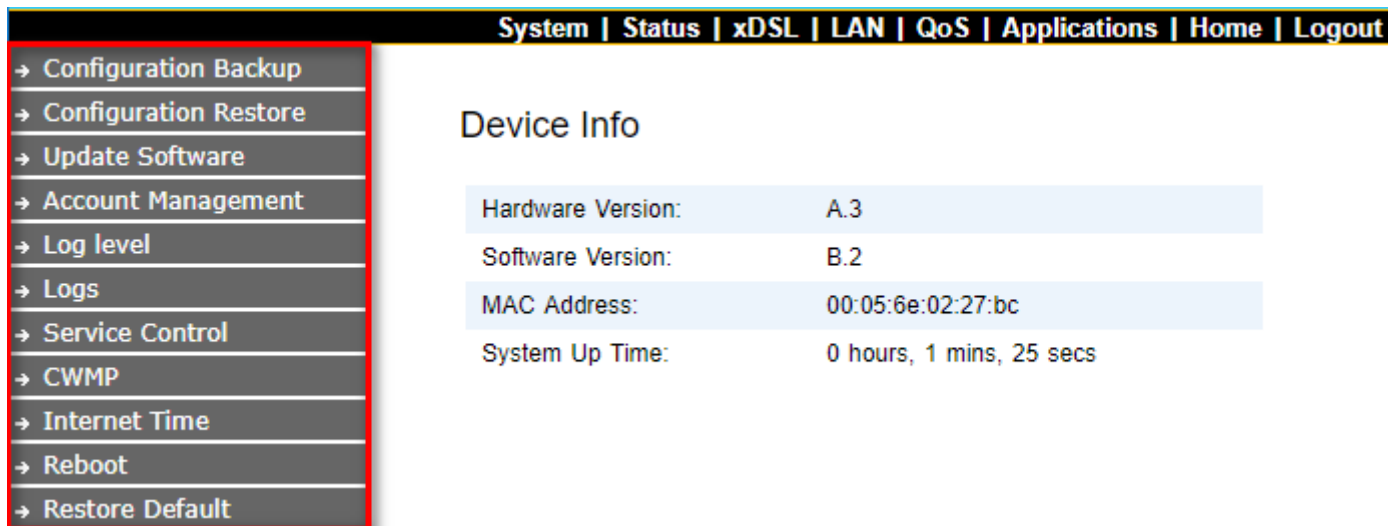 System | Status | xDSL | LAN | QoS | Applications | Home | Logout
→ Configuration Backup
→ Configuration Restore
→ Update Software
→ Account Management
→ Log level
→ Logs
→ Service Control
→ CWMP
→ Internet Time
→ Reboot
→ Restore Default
Device Info
Hardware Version: A.3
Software Version: B.2
MAC Address: 00:05:6e:02:27:bc
System Up Time: 0 hours, 1 mins, 25 secs